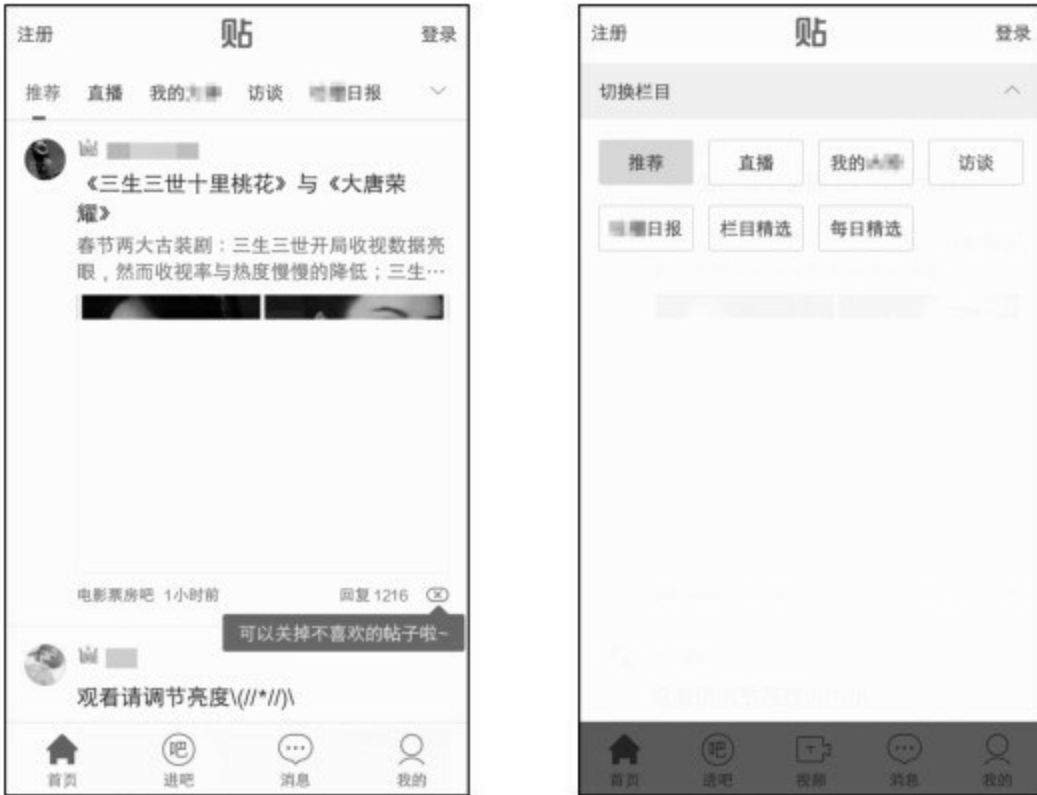 注册 贴 登录
推荐 直播 我的 访谈 日报
《三生三世十里桃花》与《大唐荣
耀》
春节两大古装剧：三生三世开局收视数据亮
眼，然而收视率与热度慢慢的降低；三生…
电影票房吧 1小时前 回复 1216
可以关掉不喜欢的帖子啦~
观看请调节亮度\(//*//)\
首页 进吧 消息 我的
注册 贴 登录
切换栏目
推荐 直播 我的 访谈
日报 栏目精选 每日精选
首页 进吧 视频 消息 我的